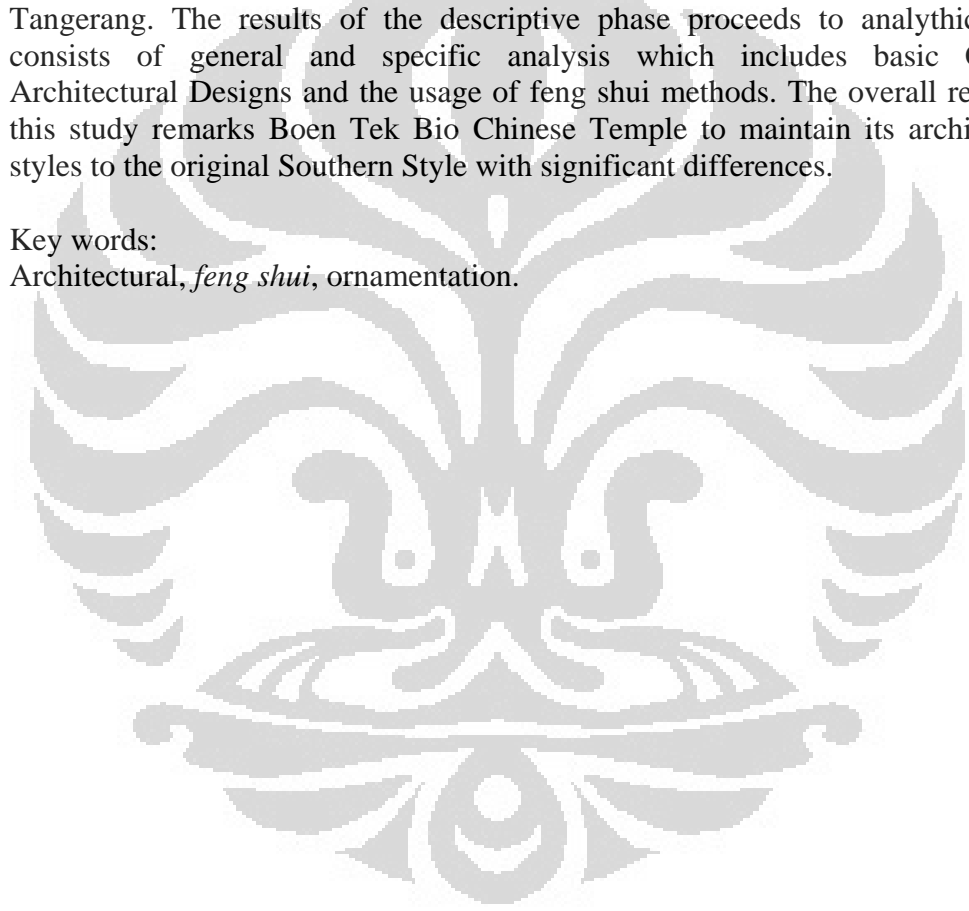 Tangerang. The results of the descriptive phase proceeds to analythic
consists of general and specific analysis which includes basic
Architectural Designs and the usage of feng shui methods. The overall re
this study remarks Boen Tek Bio Chinese Temple to maintain its archi
styles to the original Southern Style with significant differences.

Key words:
Architectural, feng shui, ornamentation.